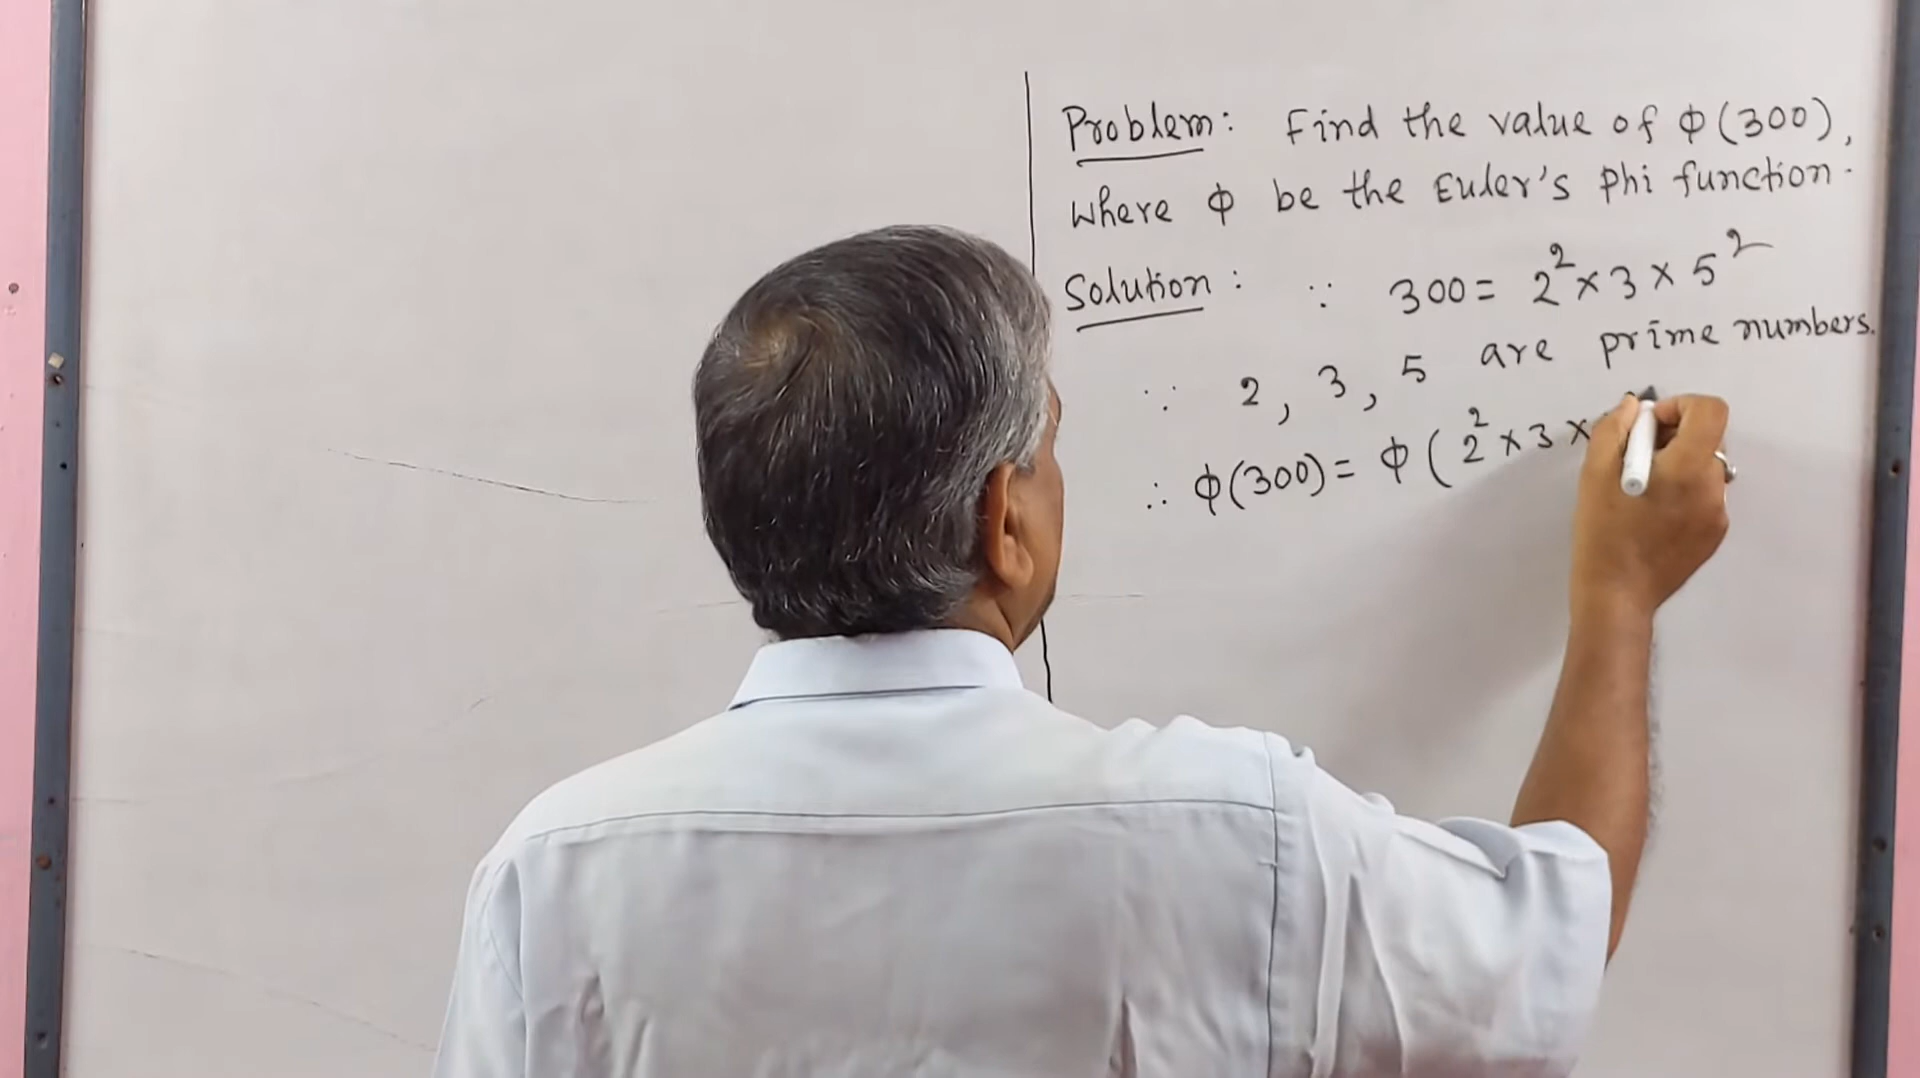 Problem: Find the value of Φ(300),
where Φ be the Euler's Phi function.
Solution: ∵ 300 = 2² × 3 × 5²
∵ 2, 3, 5 are prime numbers.
∴ Φ(300) = Φ(2² × 3 ×